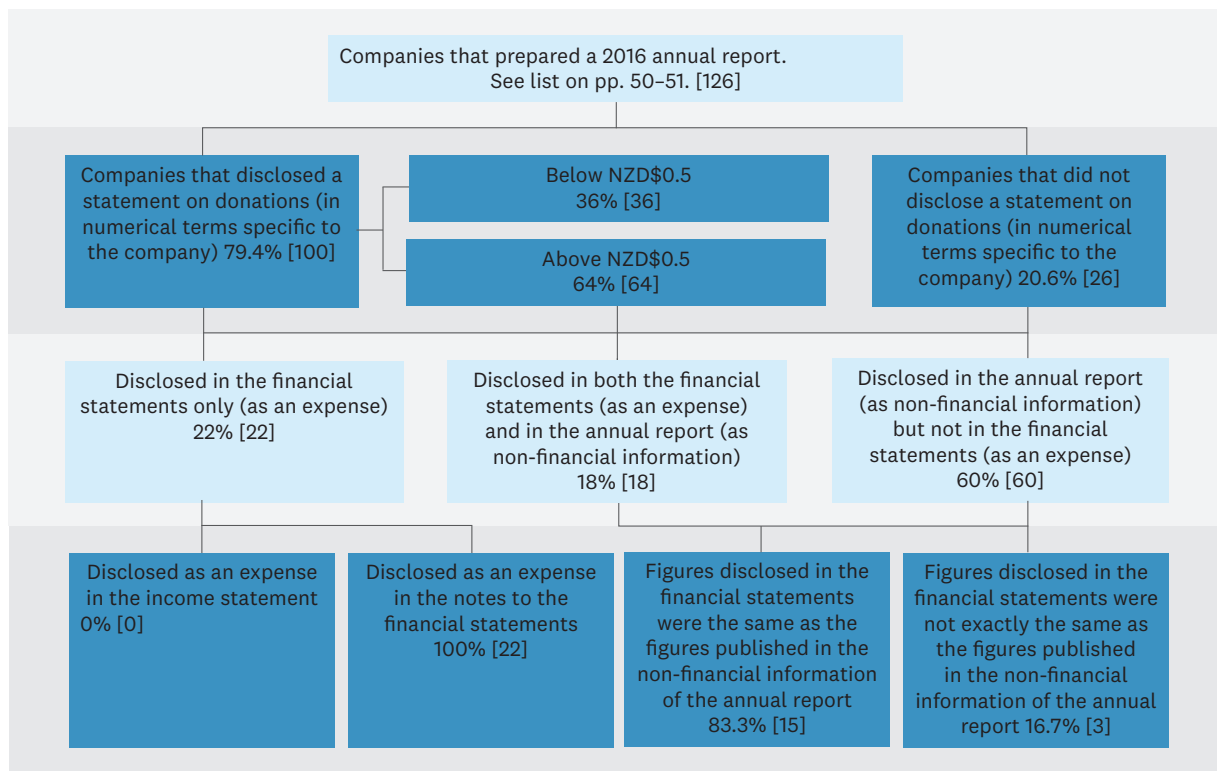 Companies that prepared a 2016 annual report.
See list on pp. 50–51. [126]
Companies that disclosed a
statement on donations (in
numerical terms specific to
the company) 79.4% [100]
Below NZD$0.5
36% [36]
Above NZD$0.5
64% [64]
Companies that did not
disclose a statement on
donations (in numerical
terms specific to the
company) 20.6% [26]
Disclosed in the financial
statements only (as an expense)
22% [22]
Disclosed in both the financial
statements (as an expense)
and in the annual report (as
non-financial information)
18% [18]
Disclosed in the annual report
(as non-financial information)
but not in the financial
statements (as an expense)
60% [60]
Disclosed as an expense
in the income statement
0% [0]
Disclosed as an expense
in the notes to the
financial statements
100% [22]
Figures disclosed in the
financial statements
were the same as the
figures published in the
non-financial information
of the annual report
83.3% [15]
Figures disclosed in the
financial statements were
not exactly the same as
the figures published
in the non-financial
information of the annual
report 16.7% [3]